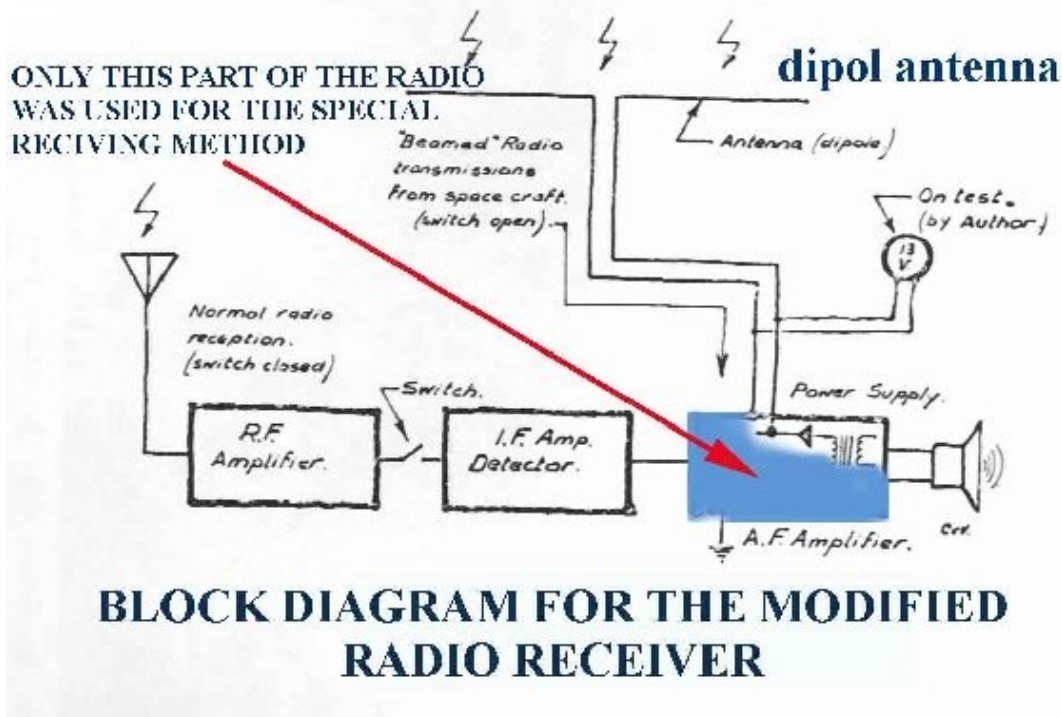 ONLY THIS PART OF THE RADIO
WAS USED FOR THE SPECIAL
RECIVING METHOD
dipol antenna
"Beamed" Radio
transmissions
from space craft.
(switch open)
Antenna (dipole)
On test.
(by Author)
13
V
Normal radio
reception.
(switch closed)
Switch.
Power Supply.
R.F.
Amplifier.
I.F. Amp.
Detector.
A.F. Amplifier.
BLOCK DIAGRAM FOR THE MODIFIED
RADIO RECEIVER